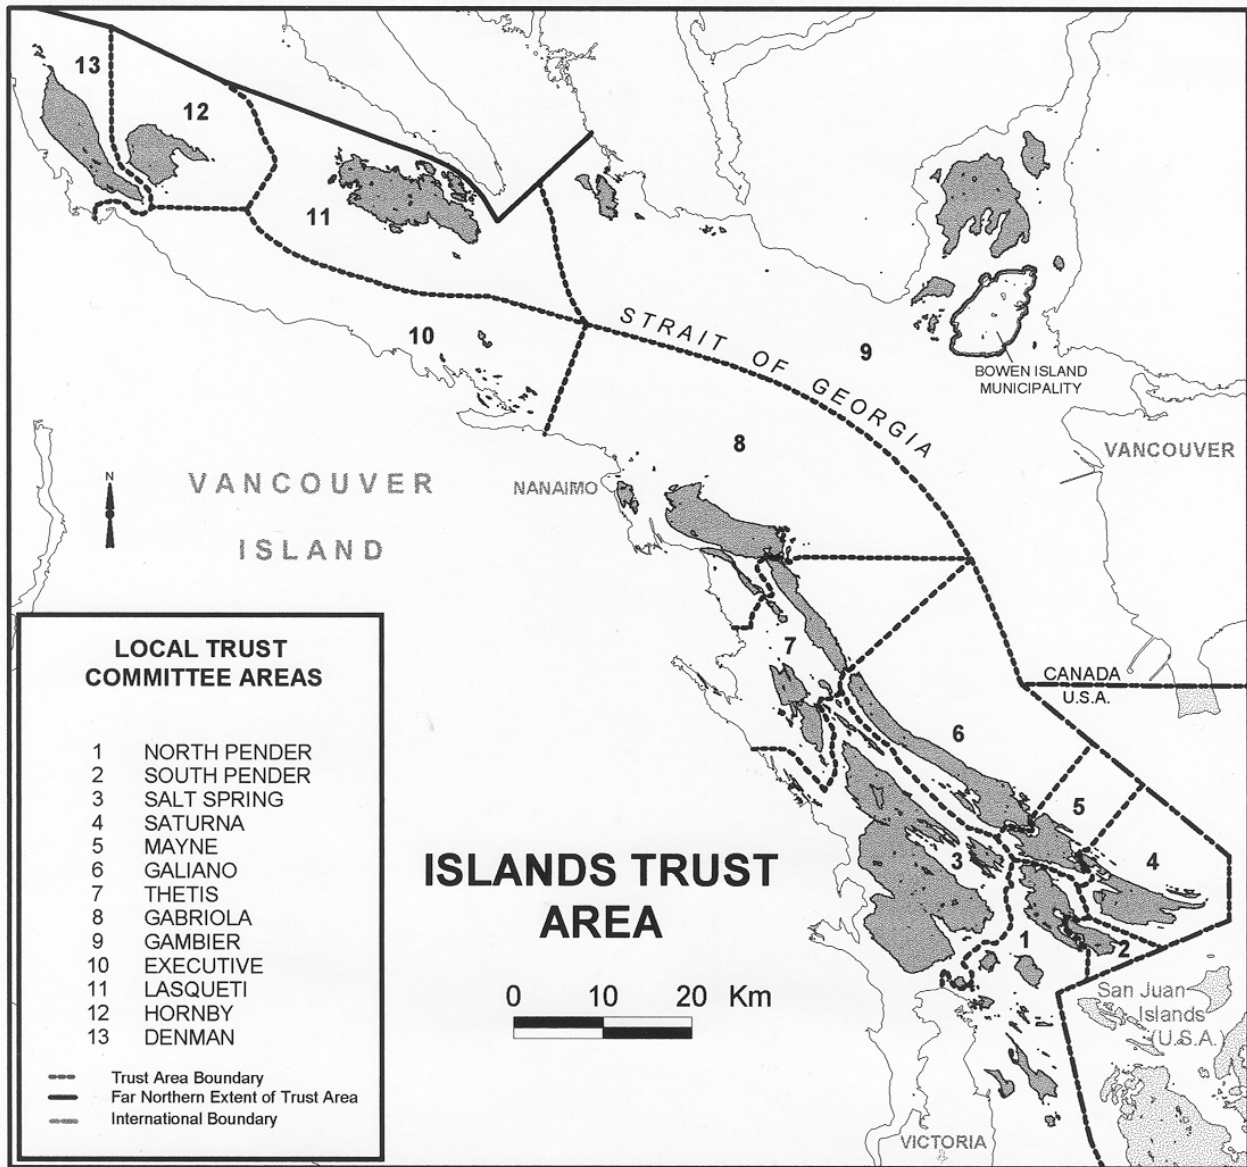 13
12
11
10
STRAIT OF GEORGIA
9
BOWEN ISLAND
MUNICIPALITY
8
VANCOUVER
N
VANCOUVER
ISLAND
NANAIMO
7
CANADA
U.S.A.
6
5
4
3
1
2
LOCAL TRUST
COMMITTEE AREAS
1 NORTH PENDER
2 SOUTH PENDER
3 SALT SPRING
4 SATURNA
5 MAYNE
6 GALIANO
7 THETIS
8 GABRIOLA
9 GAMBIER
10 EXECUTIVE
11 LASQUETI
12 HORNBY
13 DENMAN
Trust Area Boundary
Far Northern Extent of Trust Area
International Boundary
ISLANDS TRUST
AREA
0 10 20 Km
San Juan
Islands
(U.S.A.)
VICTORIA